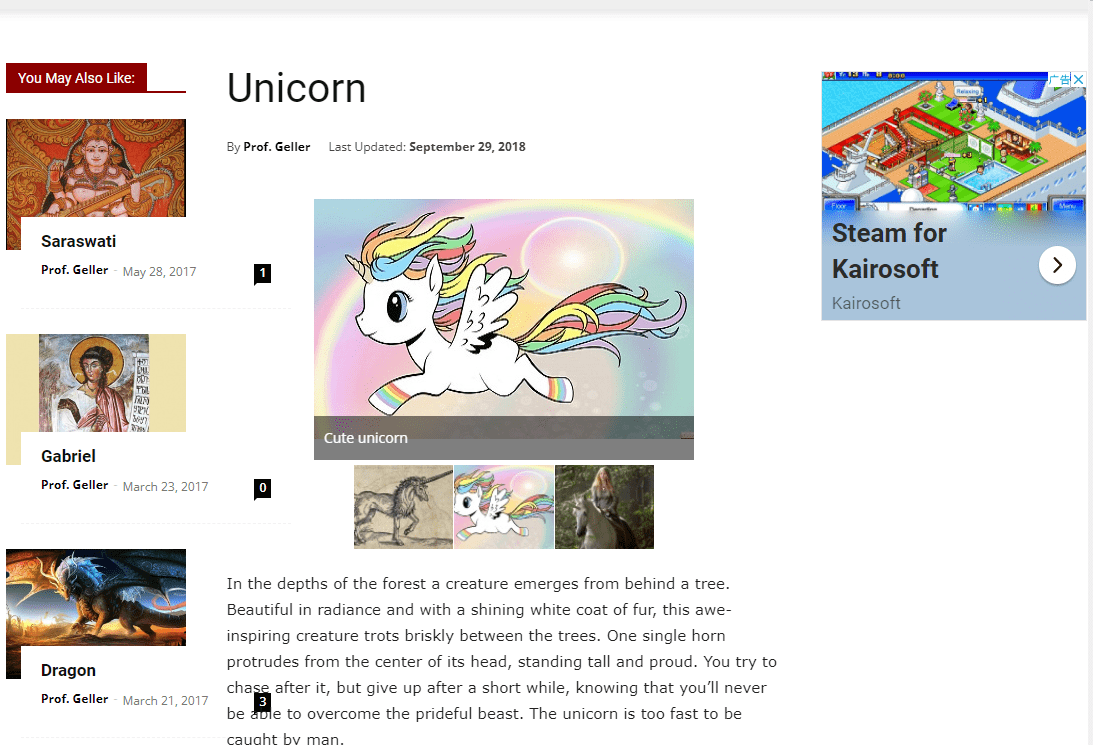 You May Also Like:
Saraswati
Prof. Geller - May 28, 2017
1
Gabriel
Prof. Geller - March 23, 2017
0
Dragon
Prof. Geller - March 21, 2017
3
Unicorn
By Prof. Geller Last Updated: September 29, 2018
Cute unicorn
In the depths of the forest a creature emerges from behind a tree.
Beautiful in radiance and with a shining white coat of fur, this awe-
inspiring creature trots briskly between the trees. One single horn
protrudes from the center of its head, standing tall and proud. You try to
chase after it, but give up after a short while, knowing that you’ll never
be able to overcome the prideful beast. The unicorn is too fast to be
caught by man.
广告
Relaxing
Floor
Menu
Steam for
Kairosoft
Kairosoft